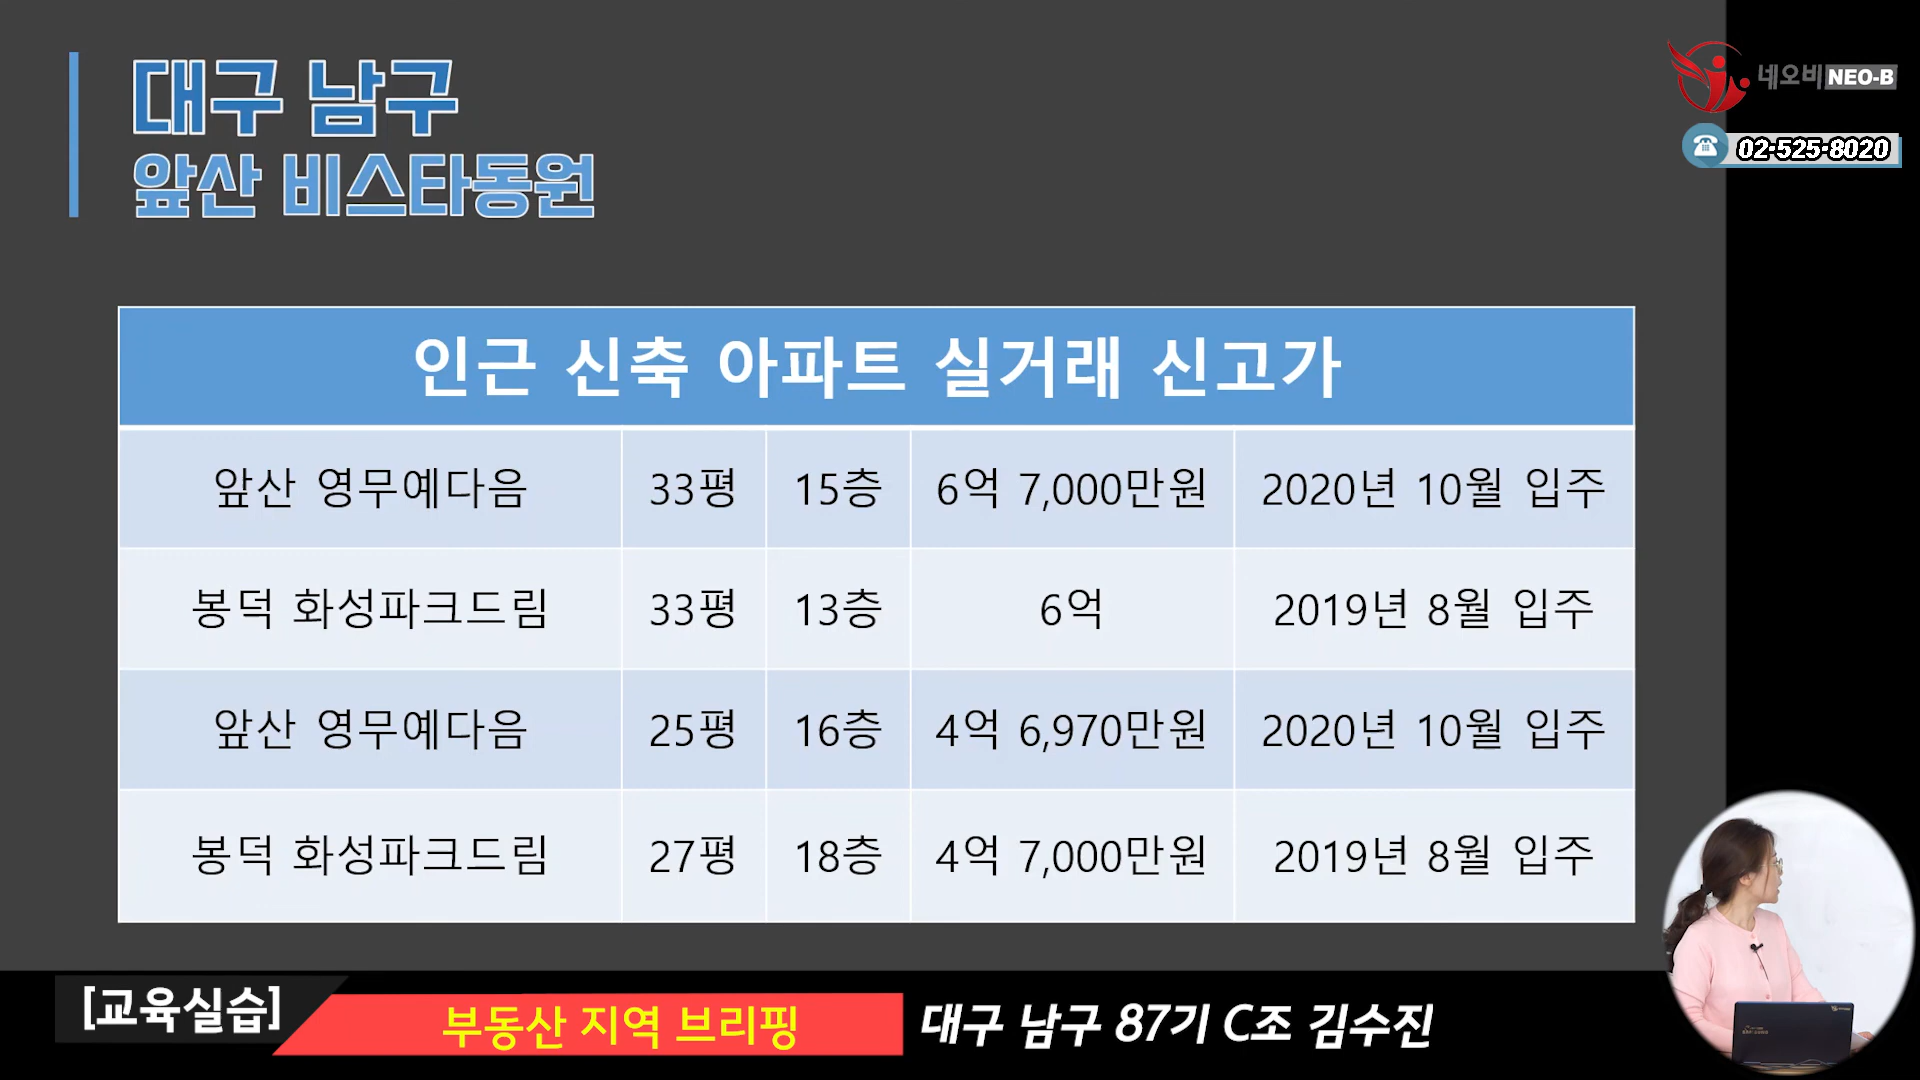 대구 남구
앞산 비스타동원
네오비 NEO-B
02-525-8020
인근 신축 아파트 실거래 신고가
앞산 영무예다음 33평 15층 6억 7,000만원 2020년 10월 입주
봉덕 화성파크드림 33평 13층 6억 2019년 8월 입주
앞산 영무예다음 25평 16층 4억 6,970만원 2020년 10월 입주
봉덕 화성파크드림 27평 18층 4억 7,000만원 2019년 8월 입주
[교육실습]
부동산 지역 브리핑
대구 남구 87기 C조 김수진